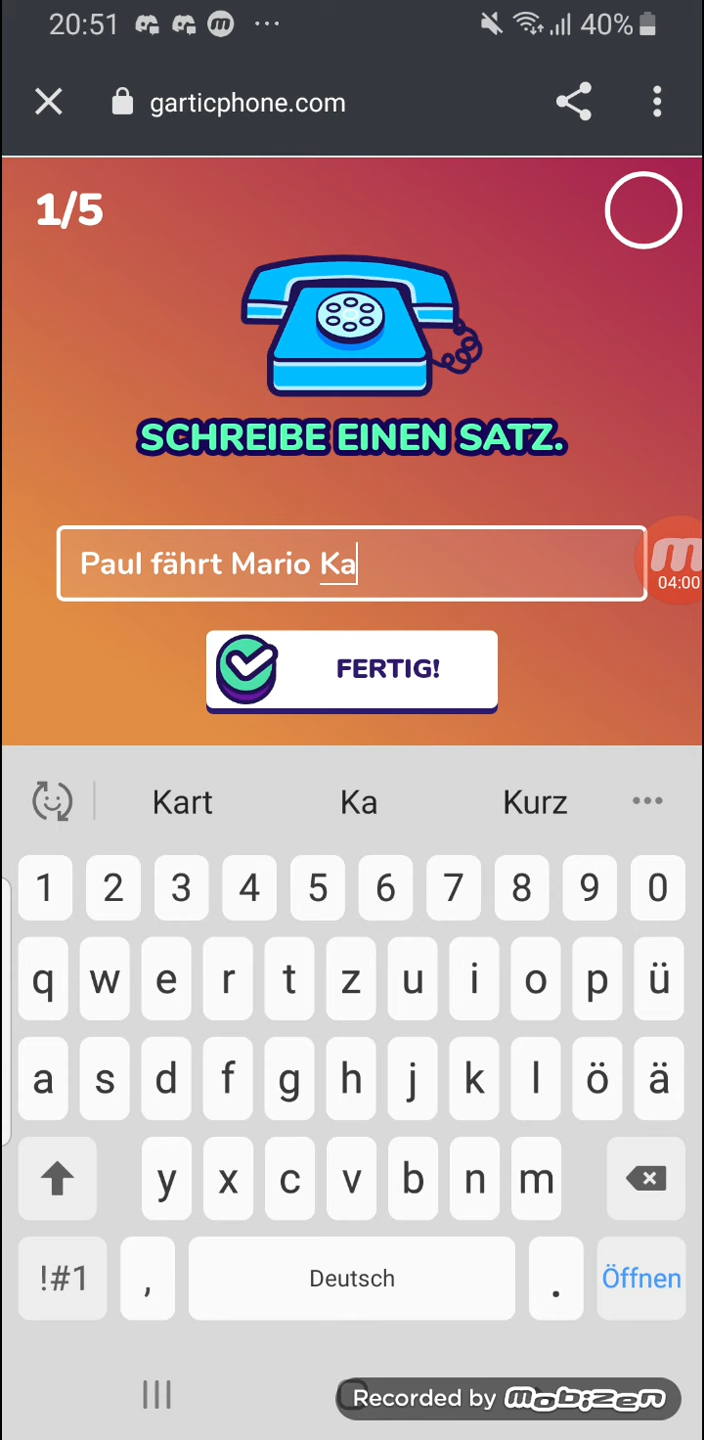 20:51 ··· 40%
garticphone.com
1/5
SCHREIBE EINEN SATZ.
Paul fährt Mario Ka
04:00
FERTIG!
Kart Ka Kurz
1 2 3 4 5 6 7 8 9 0
q w e r t z u i o p ü
a s d f g h j k l ö ä
y x c v b n m
!#1 , Deutsch . Öffnen
Recorded by mobizen